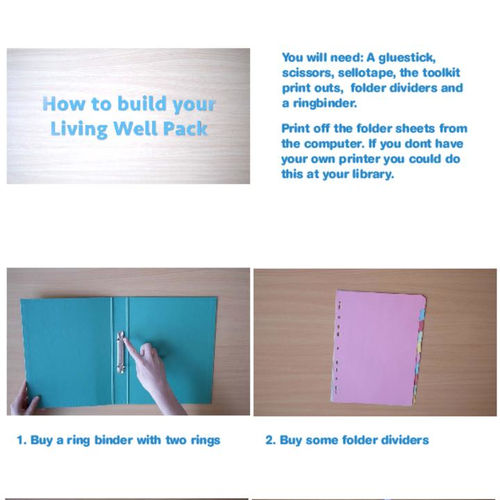 How to build your
Living Well Pack
You will need: A gluestick,
scissors, sellotape, the toolkit
print outs,  folder dividers and
a ringbinder.
Print off the folder sheets from
the computer. If you dont have
your own printer you could do
this at your library.
1. Buy a ring binder with two rings
2. Buy some folder dividers